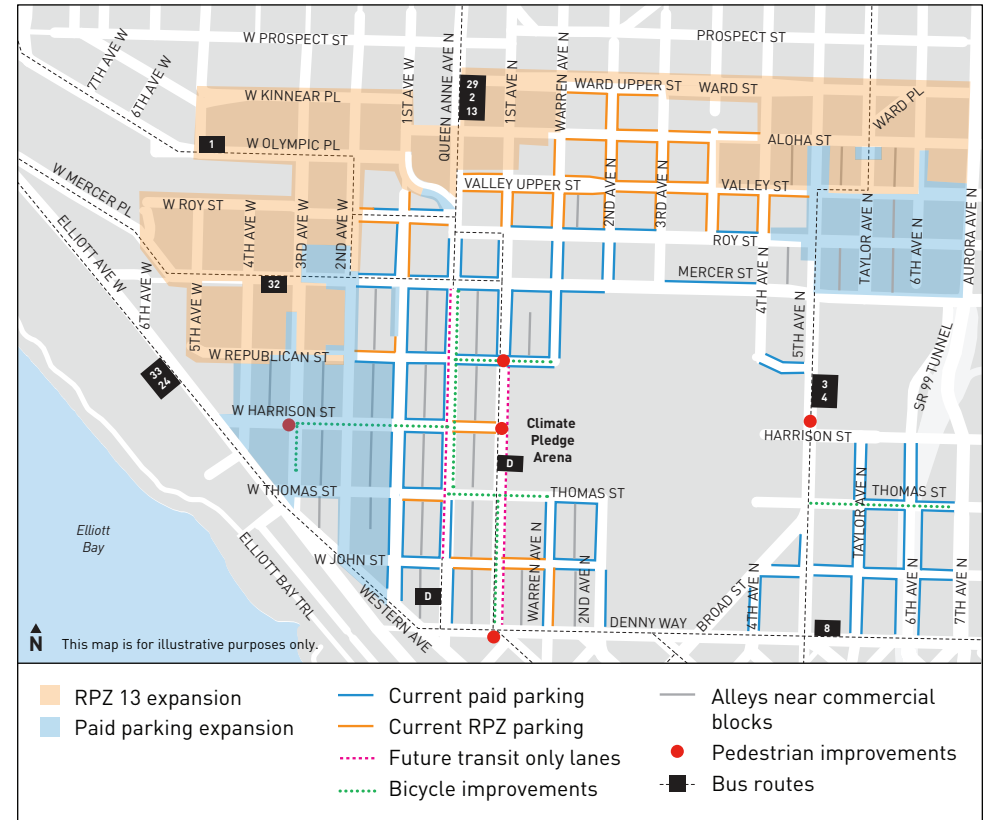 W PROSPECT ST
PROSPECT ST
7TH AVE W
6TH AVE W
1ST AVE W
QUEEN ANNE AVE N
1ST AVE N
WARREN AVE N
29
2
13
WARD UPPER ST
WARD ST
WARD PL
W KINNEAR PL
1
W OLYMPIC PL
ALOHA ST
W MERCER PL
VALLEY UPPER ST
VALLEY ST
2ND AVE N
3RD AVE N
W ROY ST
4TH AVE W
3RD AVE W
2ND AVE W
ROY ST
TAYLOR AVE N
6TH AVE N
AURORA AVE N
ELLIOTT AVE W
MERCER ST
4TH AVE N
32
6TH AVE W
5TH AVE W
5TH AVE N
W REPUBLICAN ST
33
24
3
4
SR 99 TUNNEL
W HARRISON ST
Climate
Pledge
Arena
HARRISON ST
D
W THOMAS ST
THOMAS ST
THOMAS ST
TAYLOR AVE N
Elliott
Bay
ELLIOTT BAY TRL
W JOHN ST
WESTERN AVE
D
WARREN AVE N
2ND AVE N
BROAD ST
4TH AVE N
6TH AVE N
7TH AVE N
DENNY WAY
8
N
This map is for illustrative purposes only.
RPZ 13 expansion
Paid parking expansion
Current paid parking
Current RPZ parking
Future transit only lanes
Bicycle improvements
Alleys near commercial
blocks
Pedestrian improvements
Bus routes